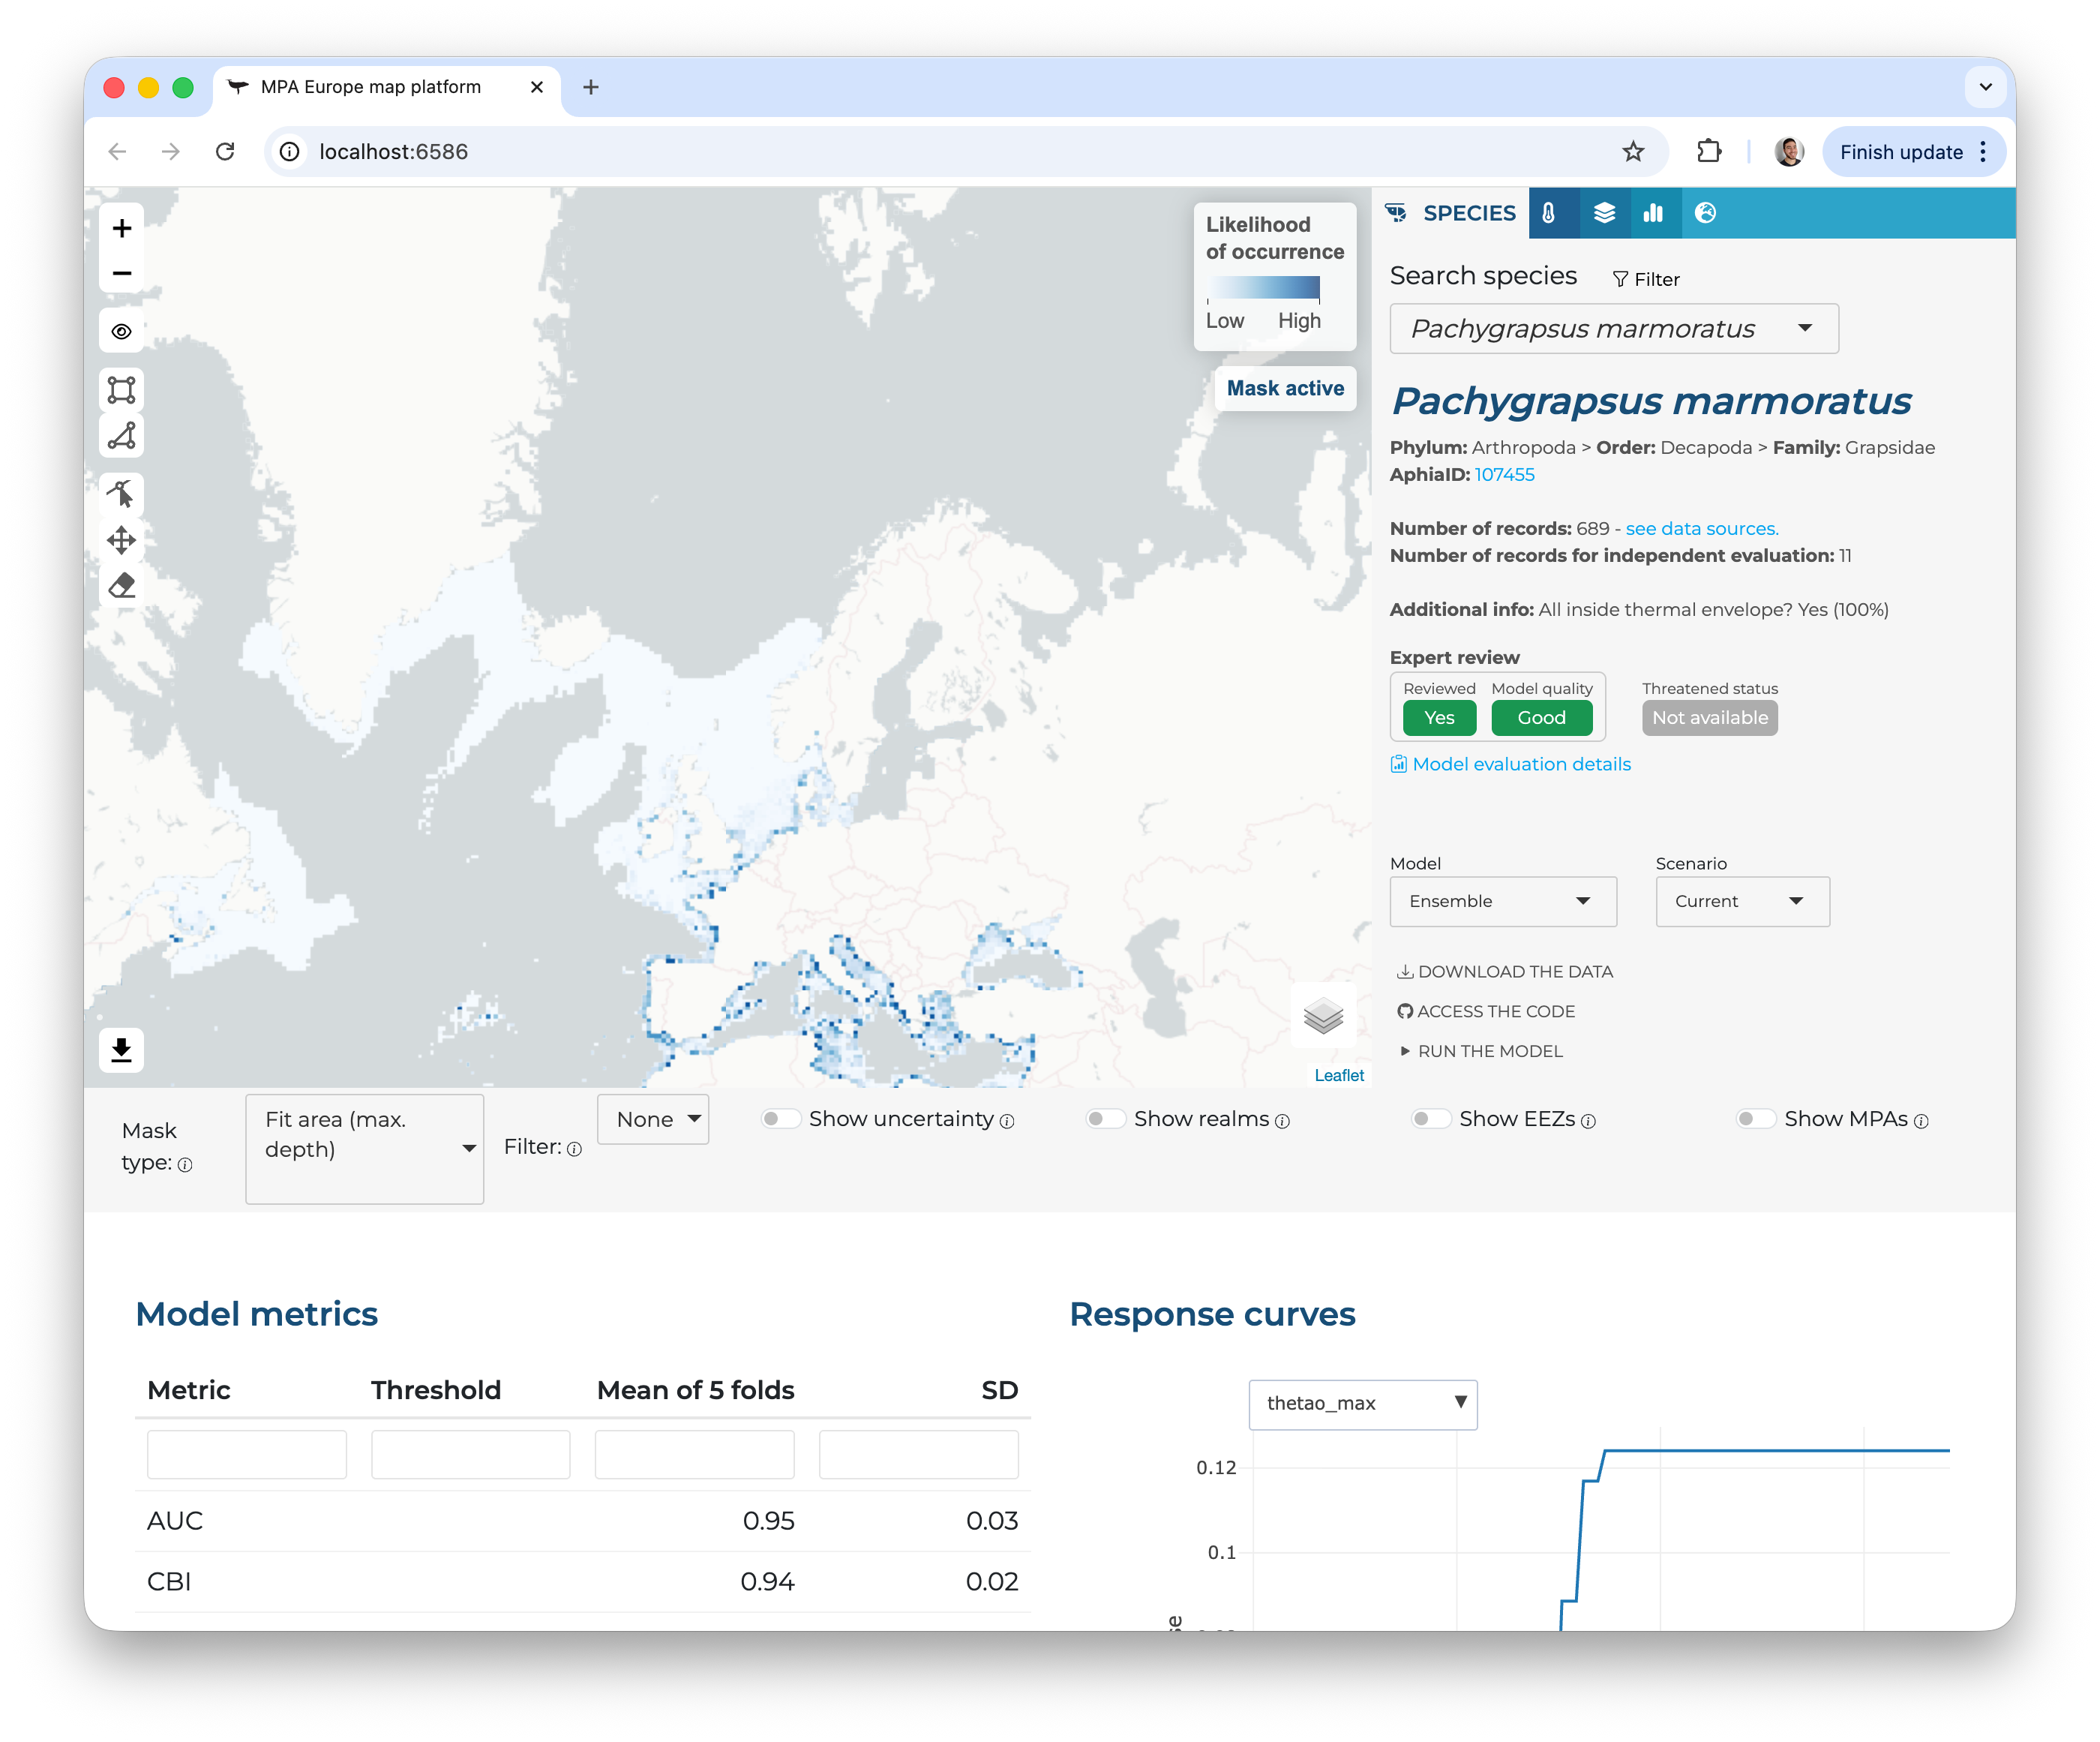 MPA Europe map platform
localhost:6586
Finish update
Likelihood
of occurrence
Low High
Mask active
Leaflet
SPECIES
Search species Filter
Pachygrapsus marmoratus
Pachygrapsus marmoratus
Phylum: Arthropoda > Order: Decapoda > Family: Grapsidae
AphiaID: 107455
Number of records: 689 - see data sources.
Number of records for independent evaluation: 11
Additional info: All inside thermal envelope? Yes (100%)
Expert review
Reviewed Model quality Threatened status
Yes Good Not available
Model evaluation details
Model Scenario
Ensemble Current
DOWNLOAD THE DATA
ACCESS THE CODE
RUN THE MODEL
Mask
type:
Fit area (max.
depth)
Filter:
None
Show uncertainty
Show realms
Show EEZs
Show MPAs
Model metrics
Metric Threshold Mean of 5 folds SD
AUC 0.95 0.03
CBI 0.94 0.02
Response curves
thetao_max
0.12
0.1